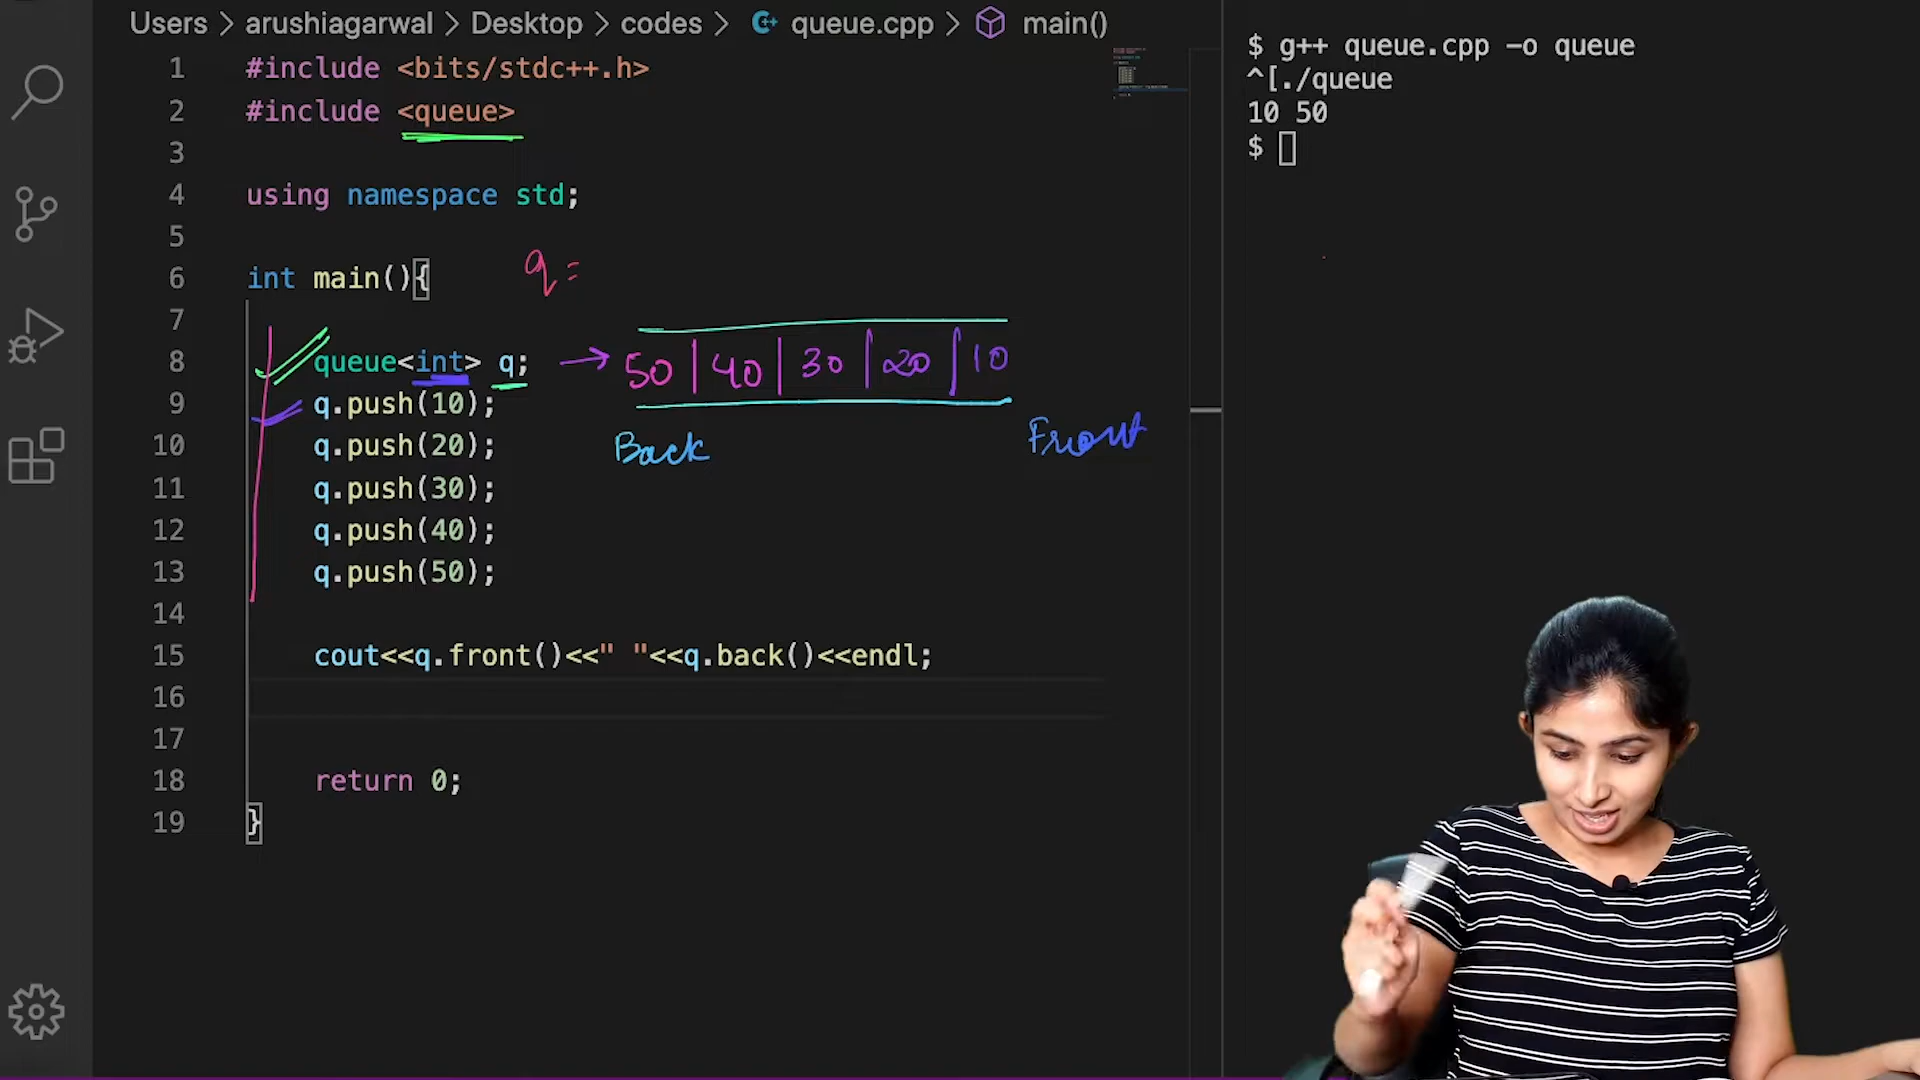 Users > arushiagarwal > Desktop > codes > queue.cpp > main()
1 #include <bits/stdc++.h>
2 #include <queue>
3
4 using namespace std;
5
6 int main(){
q =
7
8 queue<int> q; → 50 | 40 | 30 | 20 | 10
9 q.push(10);
Back Front
10 q.push(20);
11 q.push(30);
12 q.push(40);
13 q.push(50);
14
15 cout<<q.front()<<" "<<q.back()<<endl;
16
17
18 return 0;
19 }
$ g++ queue.cpp -o queue
^[./queue
10 50
$